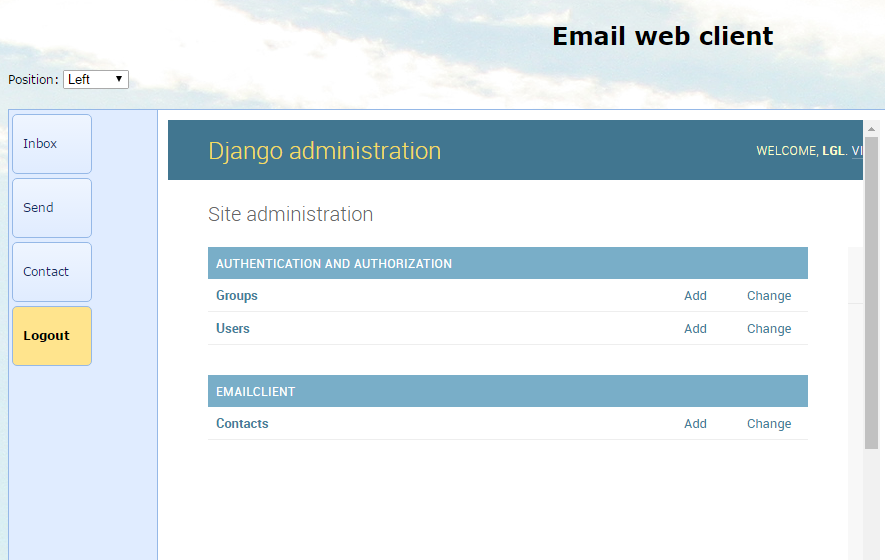 Email web client
Position: Left
Inbox
Send
Contact
Logout
Django administration
WELCOME, LGL. VI
Site administration
AUTHENTICATION AND AUTHORIZATION
Groups Add Change
Users Add Change
EMAILCLIENT
Contacts Add Change